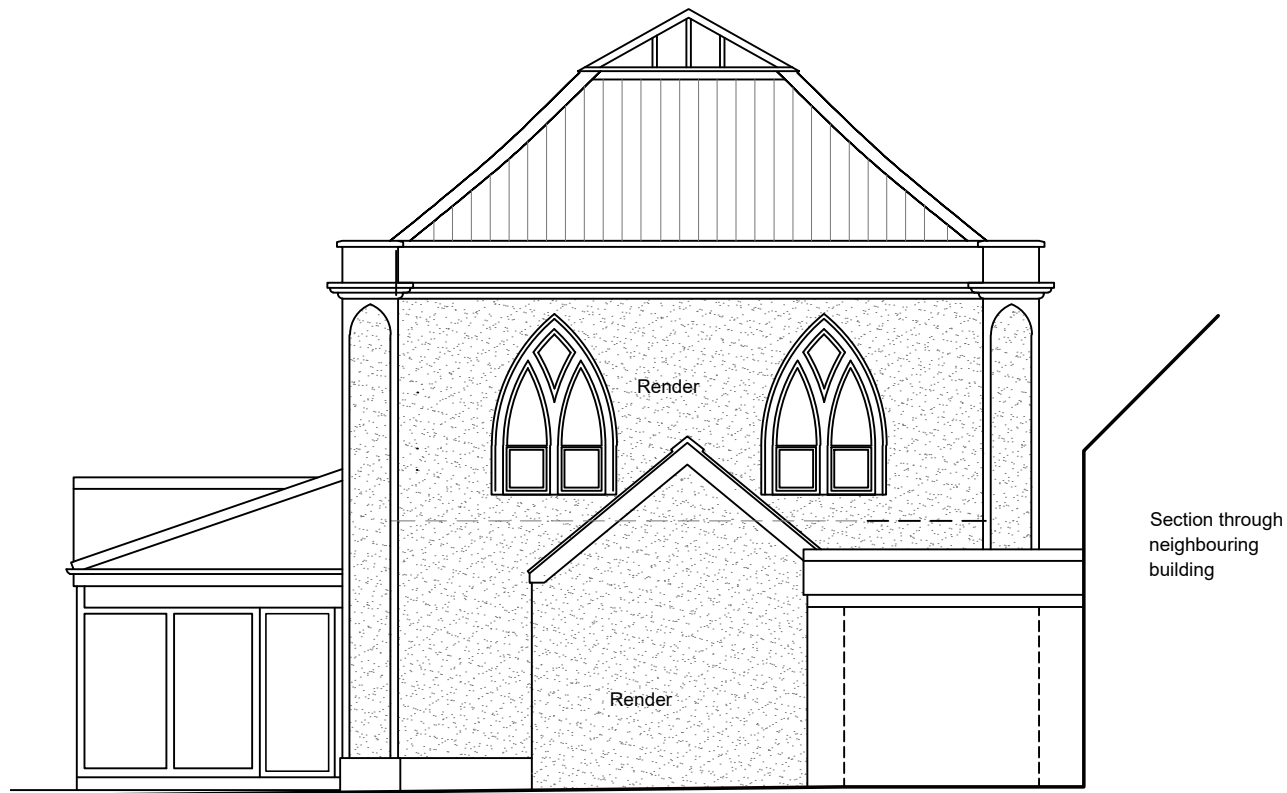 Render
Section through
neighbouring
building
Render